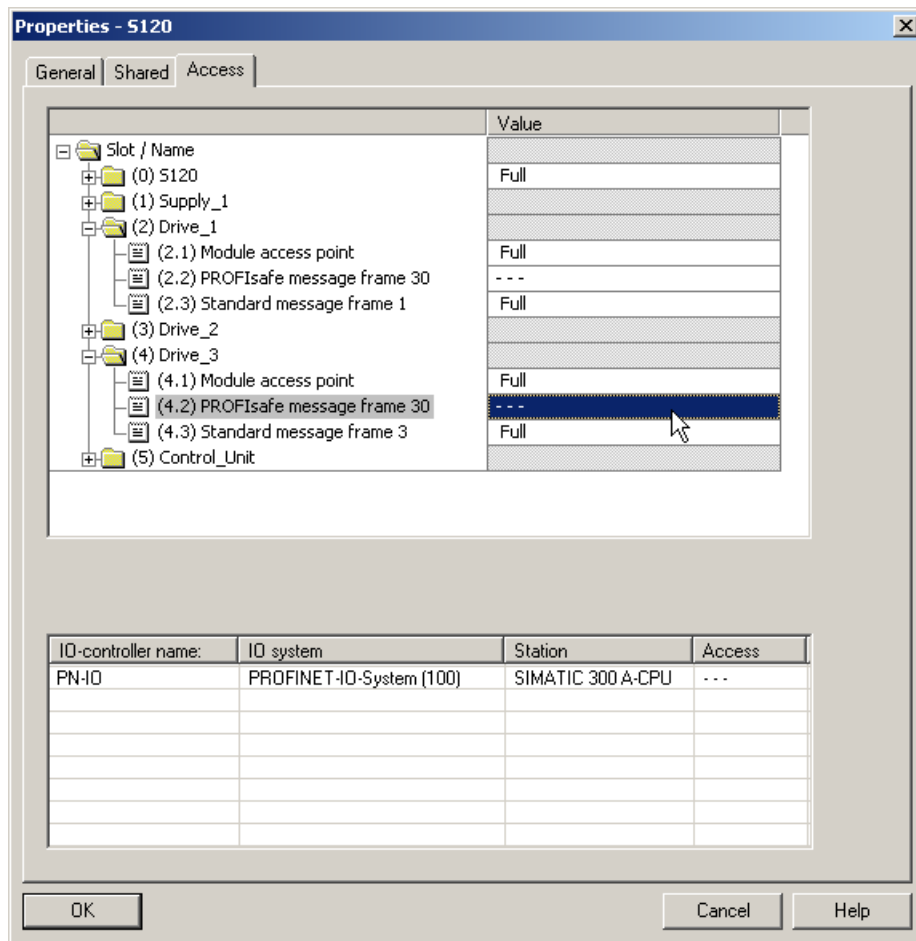 Properties - S120
General Shared Access
Value
Slot / Name
(0) S120 Full
(1) Supply_1
(2) Drive_1
(2.1) Module access point Full
(2.2) PROFIsafe message frame 30 - - -
(2.3) Standard message frame 1 Full
(3) Drive_2
(4) Drive_3
(4.1) Module access point Full
(4.2) PROFIsafe message frame 30 - - -
(4.3) Standard message frame 3 Full
(5) Control_Unit
IO-controller name: IO system Station Access
PN-IO PROFINET-IO-System (100) SIMATIC 300 A-CPU - - -
OK Cancel Help